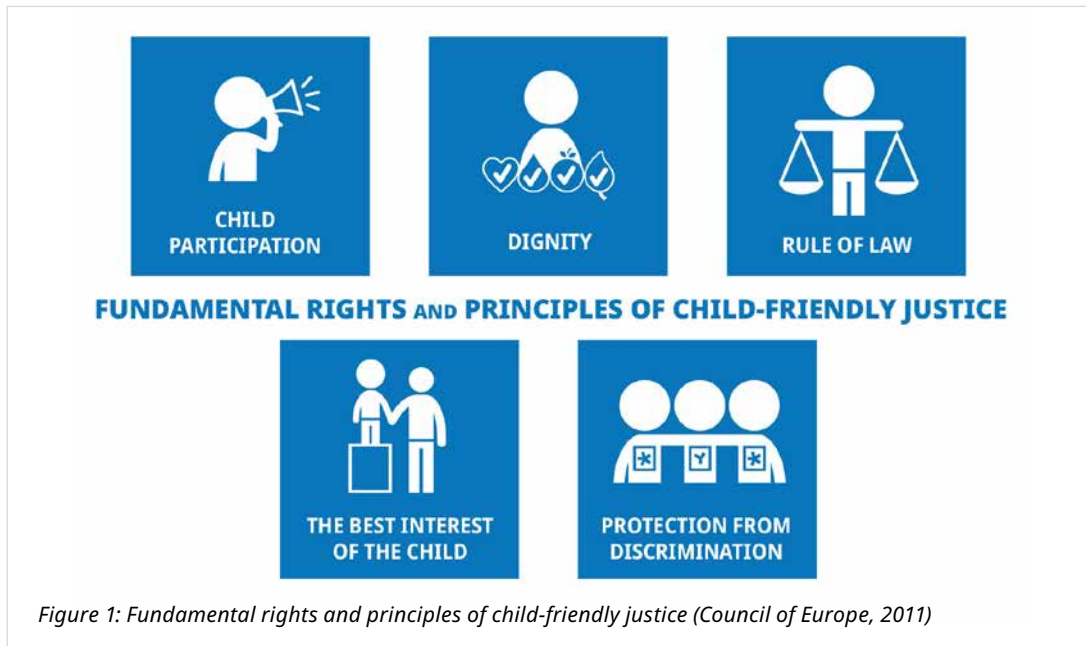 CHILD
PARTICIPATION
DIGNITY
RULE OF LAW
FUNDAMENTAL RIGHTS AND PRINCIPLES OF CHILD-FRIENDLY JUSTICE
THE BEST INTEREST
OF THE CHILD
PROTECTION FROM
DISCRIMINATION
Figure 1: Fundamental rights and principles of child-friendly justice (Council of Europe, 2011)